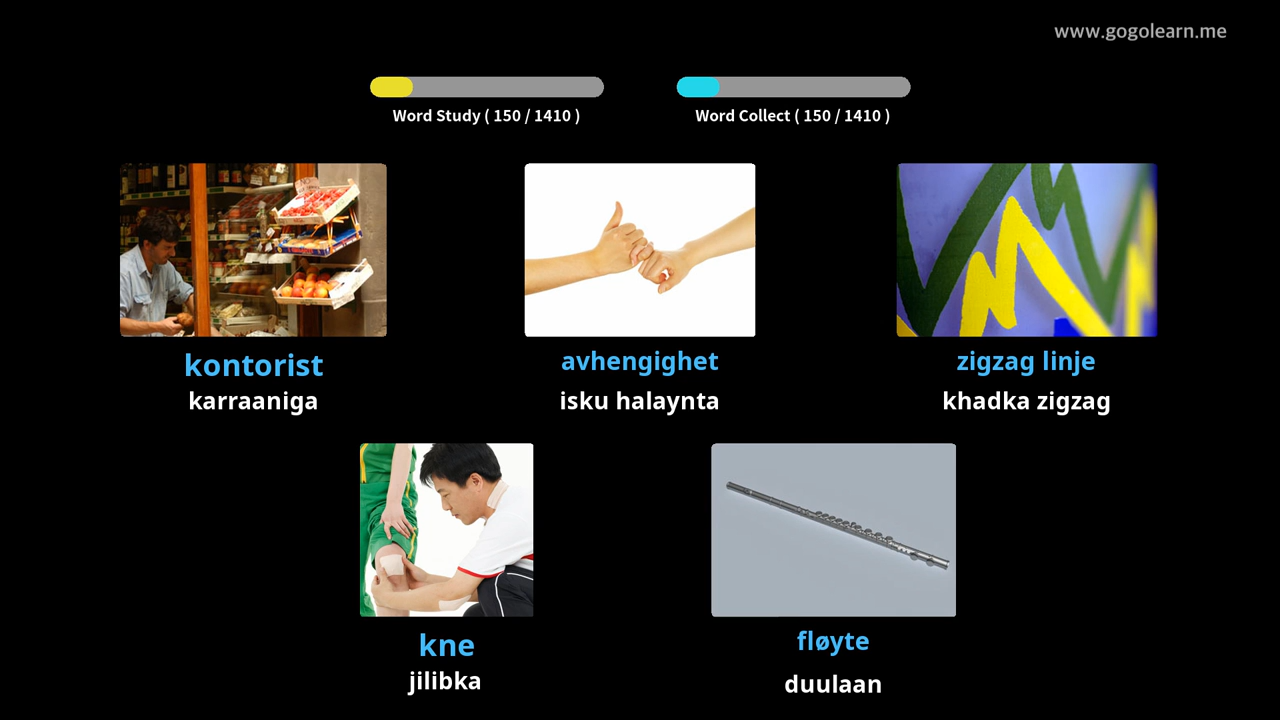 www.gogolearn.me
Word Study ( 150 / 1410 )
Word Collect ( 150 / 1410 )
kontorist
karraaniga
avhengighet
isku halaynta
zigzag linje
khadka zigzag
kne
jilibka
fløyte
duulaan